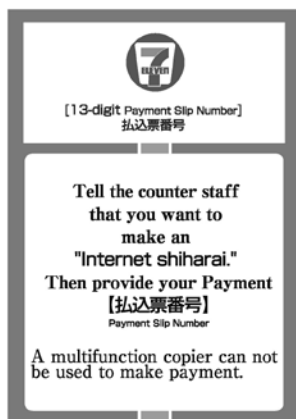 7
ELEVEN
[13-digit Payment Slip Number]
払込票番号
Tell the counter staff
that you want to
make an
"Internet shiharai."
Then provide your Payment
【払込票番号】
Payment Slip Number
A multifunction copier can not
be used to make payment.